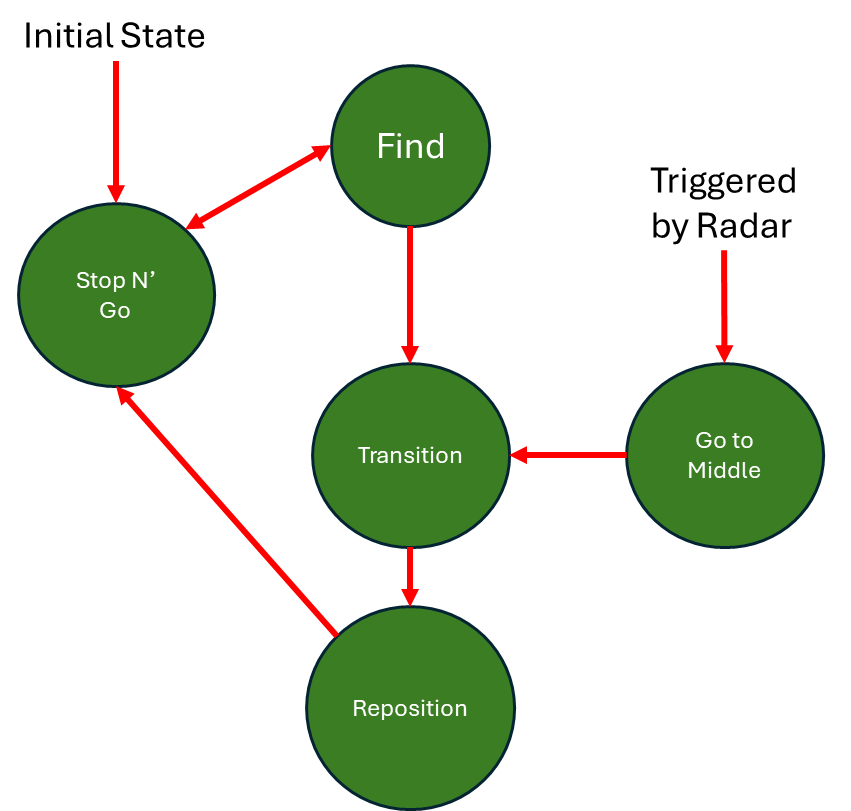 Initial State
Find
Triggered
by Radar
Stop N’
Go
Transition
Go to
Middle
Reposition